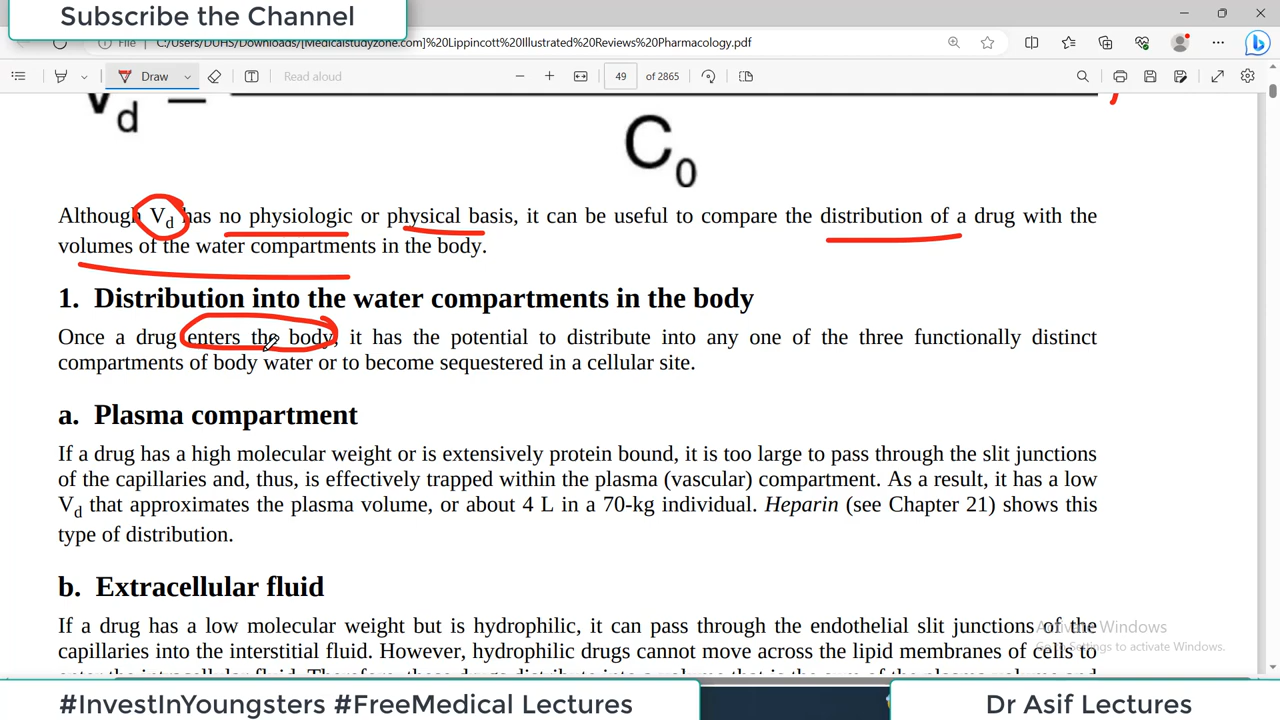 Subscribe the Channel
File
C:/Users/DUHS/Downloads/[Medicalstudyzone.com]%20Lippincott%20Illustrated%20Reviews%20Pharmacology.pdf
Draw
Read aloud
49 of 2865
Vd =
C0
Although Vd has no physiologic or physical basis, it can be useful to compare the distribution of a drug with the
volumes of the water compartments in the body.
1. Distribution into the water compartments in the body
Once a drug enters the body, it has the potential to distribute into any one of the three functionally distinct
compartments of body water or to become sequestered in a cellular site.
a. Plasma compartment
If a drug has a high molecular weight or is extensively protein bound, it is too large to pass through the slit junctions
of the capillaries and, thus, is effectively trapped within the plasma (vascular) compartment. As a result, it has a low
Vd that approximates the plasma volume, or about 4 L in a 70-kg individual. Heparin (see Chapter 21) shows this
type of distribution.
b. Extracellular fluid
If a drug has a low molecular weight but is hydrophilic, it can pass through the endothelial slit junctions of the
capillaries into the interstitial fluid. However, hydrophilic drugs cannot move across the lipid membranes of cells to
Activate Windows
Go to Settings to activate Windows.
#InvestInYoungsters #FreeMedical Lectures
Dr Asif Lectures